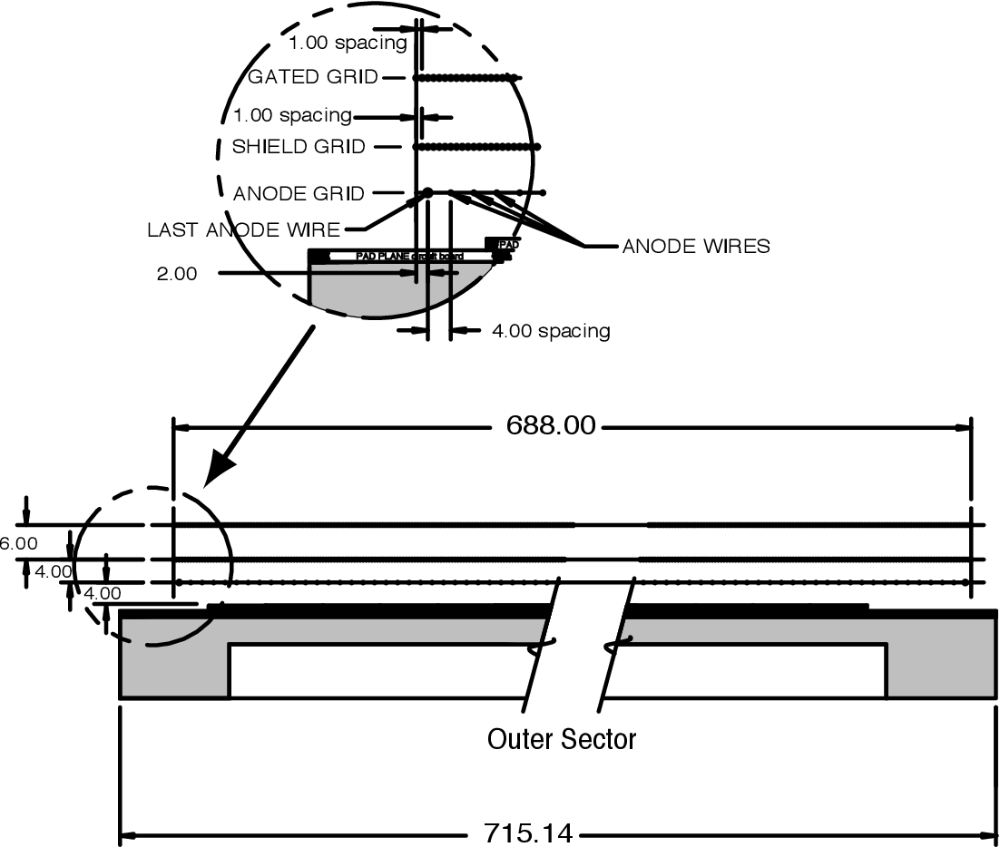 1.00 spacing
GATED GRID
1.00 spacing
SHIELD GRID
ANODE GRID
LAST ANODE WIRE
ANODE WIRES
PAD
PAD PLANE circuit board
2.00
4.00 spacing
688.00
6.00
4.00
4.00
Outer Sector
715.14